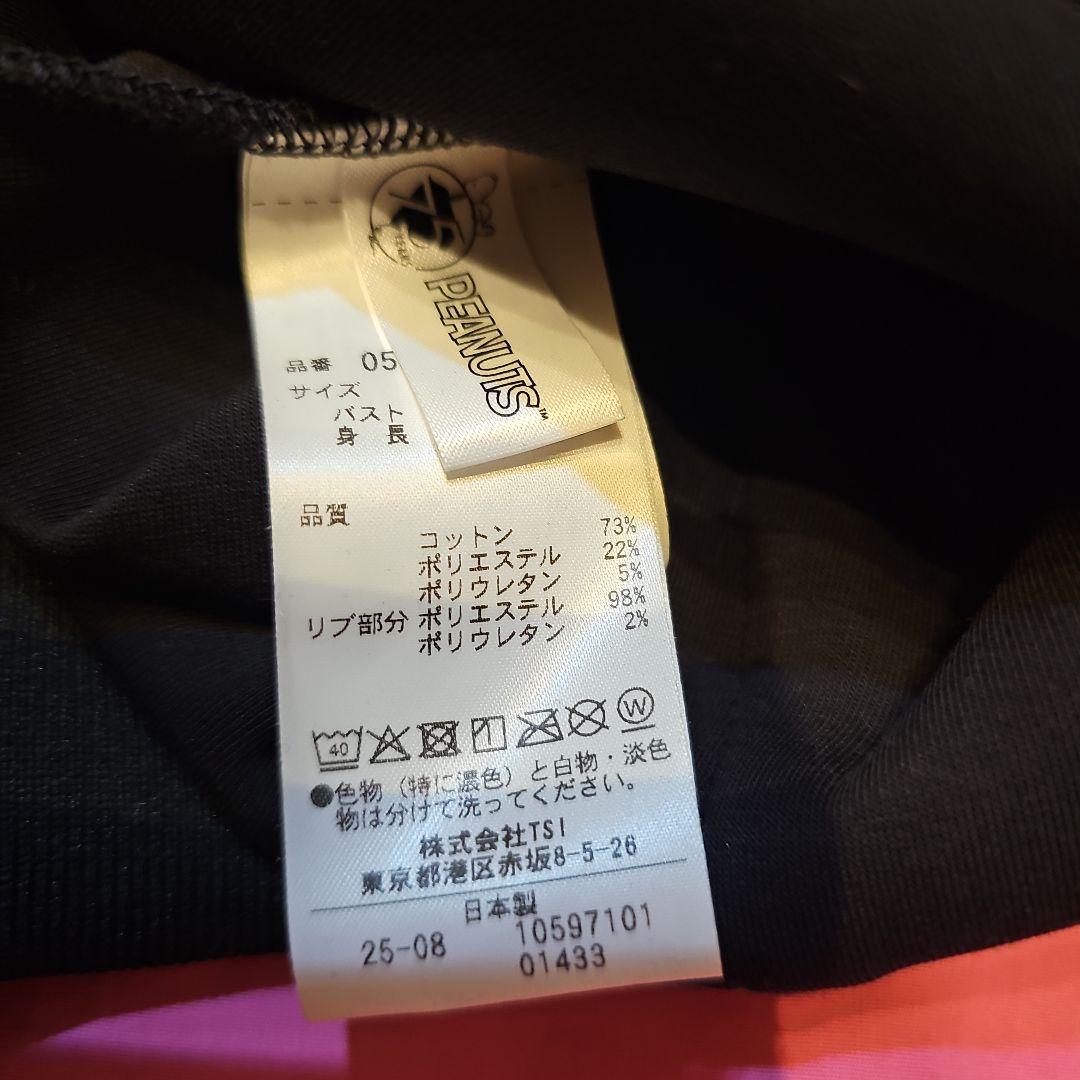 75
YEARS
PEANUTS™
品番 05
サイズ
バスト
身 長
品質
コットン 73%
ポリエステル 22%
ポリウレタン 5%
リブ部分 ポリエステル 98%
ポリウレタン 2%
40
W
●色物（特に濃色）と白物・淡色
物は分けて洗ってください。
株式会社TSI
東京都港区赤坂8-5-26
日本製
25-08 10597101
01433